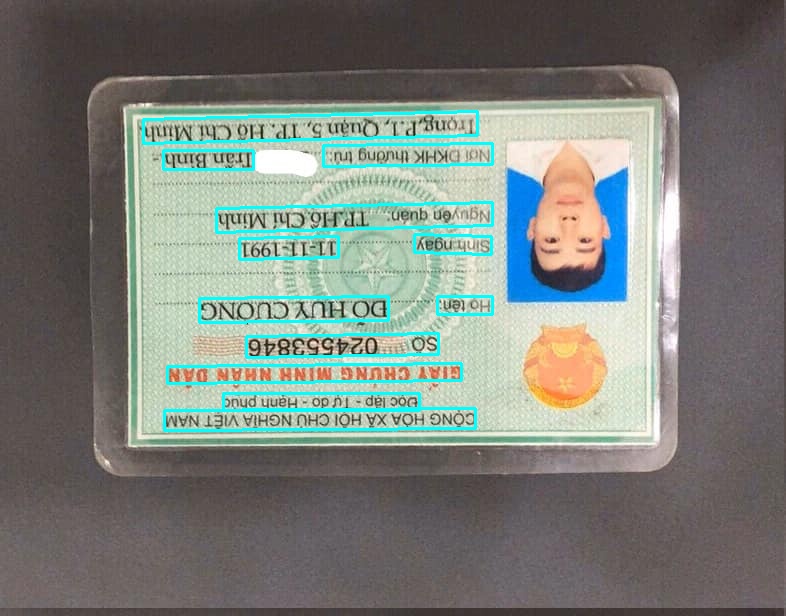 CỘNG HÒA XÃ HỘI CHỦ NGHĨA VIỆT NAM
Độc lập - Tự do - Hạnh phúc
GIẤY CHỨNG MINH NHÂN DÂN
SỐ 024553846
Họ tên: ĐỖ HUY CƯỜNG
Sinh ngày 11-11-1991
Nguyên quán: TP.Hồ Chí Minh
Nơi ĐKHK thường trú: Trần Bình
Trọng,P.1, Quận 5, TP. Hồ Chí Minh.